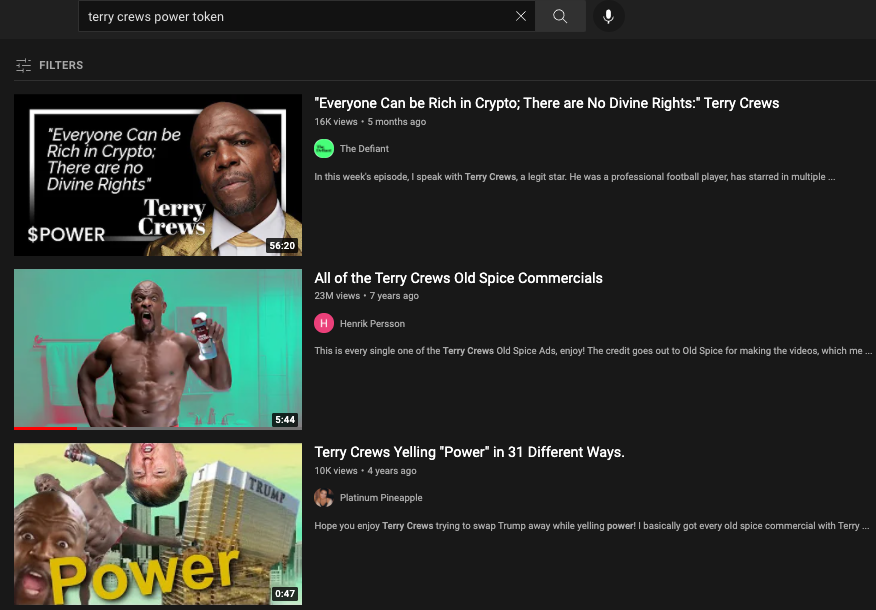 terry crews power token
FILTERS
"Everyone Can be
Rich in Crypto;
There are no
Divine Rights"
Terry
Crews
$POWER
56:20
"Everyone Can be Rich in Crypto; There are No Divine Rights:" Terry Crews
16K views • 5 months ago
The Defiant
In this week's episode, I speak with Terry Crews, a legit star. He was a professional football player, has starred in multiple ...
5:44
All of the Terry Crews Old Spice Commercials
23M views • 7 years ago
H Henrik Persson
This is every single one of the Terry Crews Old Spice Ads, enjoy! The credit goes out to Old Spice for making the videos, which me ...
TRUMP
Power
0:47
Terry Crews Yelling "Power" in 31 Different Ways.
10K views • 4 years ago
Platinum Pineapple
Hope you enjoy Terry Crews trying to swap Trump away while yelling power! I basically got every old spice commercial with Terry ...